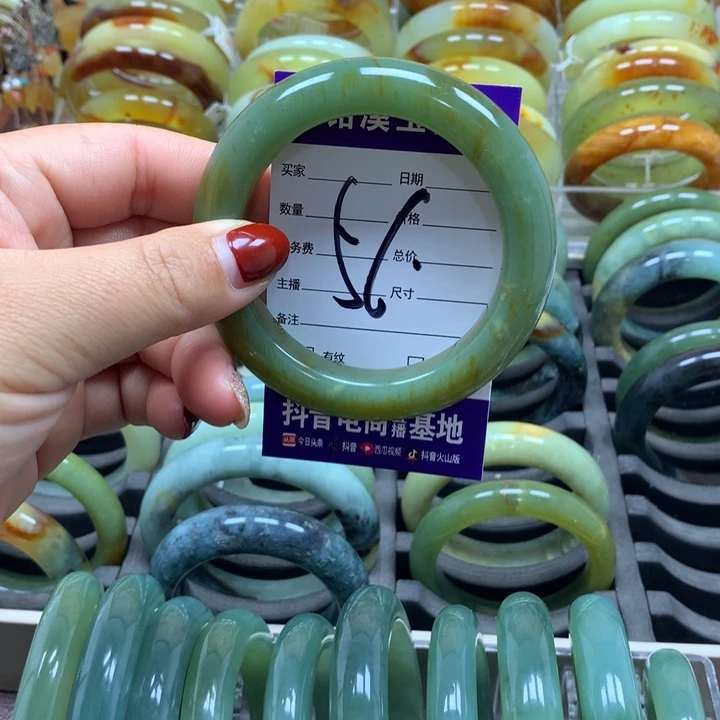 买家 日期
数量 格
务费 总价
主播 尺寸
备注
有纹
抖音电商直播基地
今日头条 抖音 西瓜视频 抖音火山版